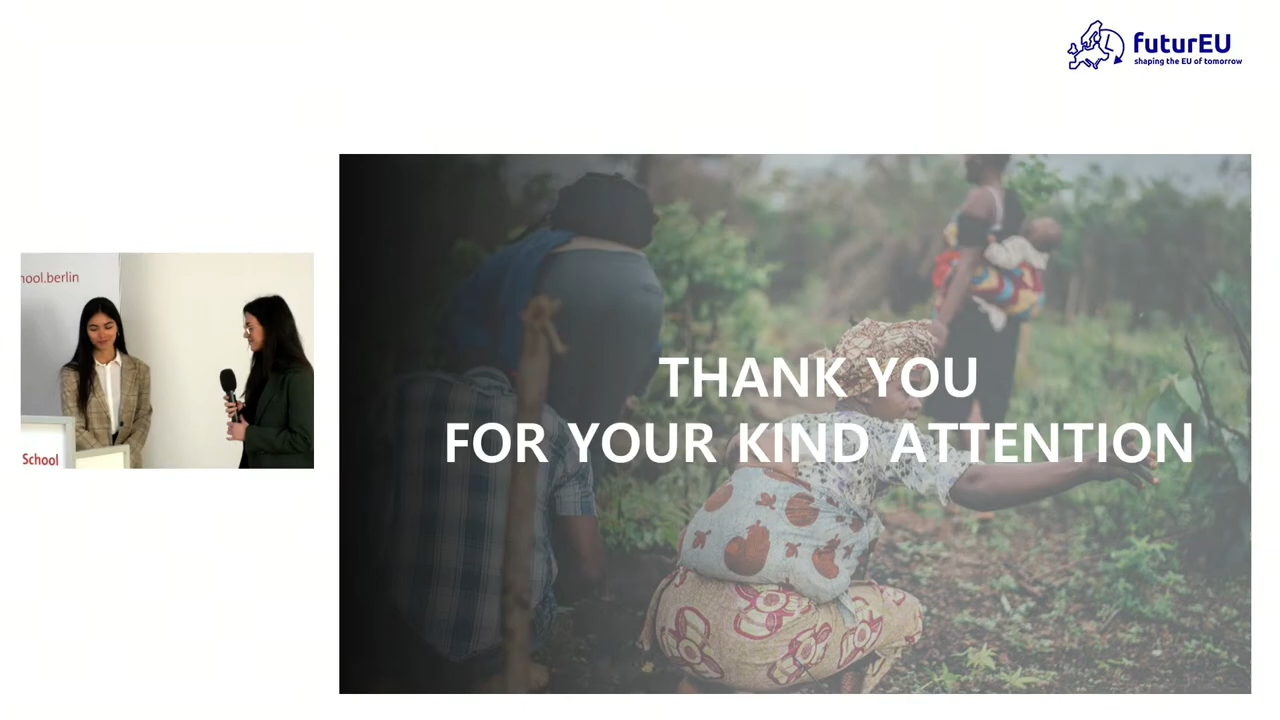 futurEU
shaping the EU of tomorrow
hool.berlin
School
THANK YOU
FOR YOUR KIND ATTENTION